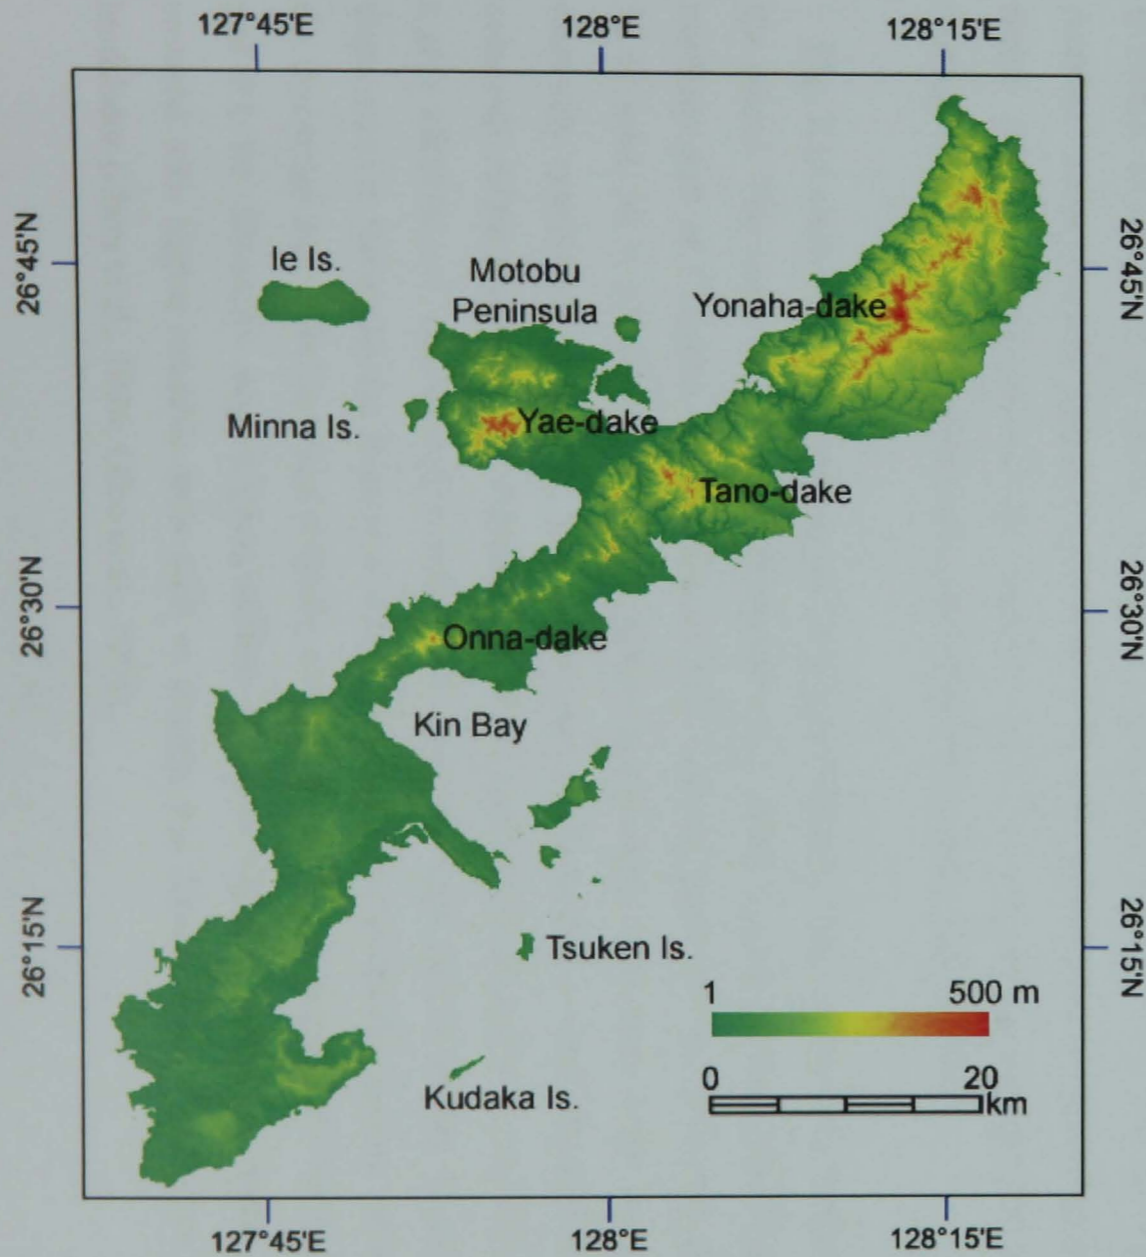 127°45'E
128°E
128°15'E
26°45'N
26°45'N
Ie Is.
Motobu
Peninsula
Yonaha-dake
Minna Is.
Yae-dake
Tano-dake
26°30'N
26°30'N
Onna-dake
Kin Bay
26°15'N
26°15'N
Tsuken Is.
1
500 m
0
20
km
Kudaka Is.
127°45'E
128°E
128°15'E